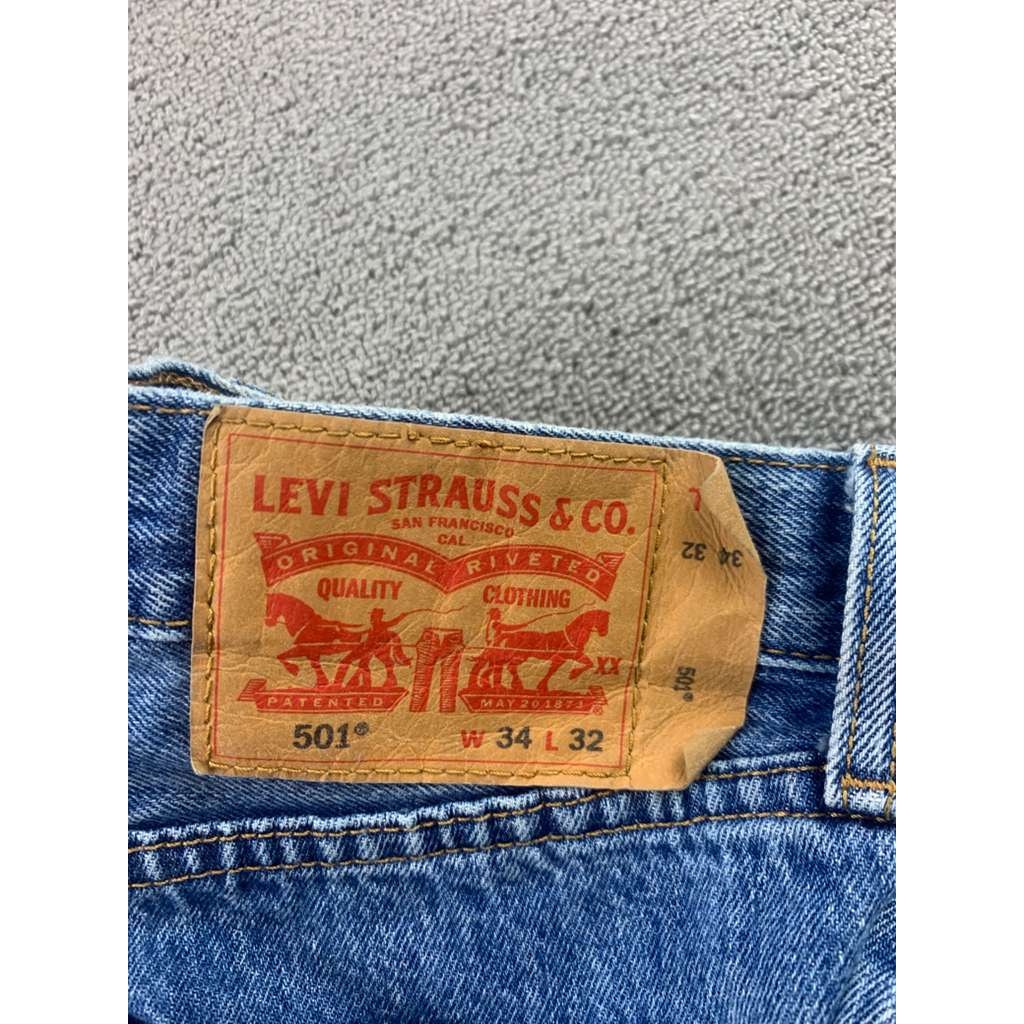 LEVI STRAUSS & CO.
SAN FRANCISCO
CAL
ORIGINAL RIVETED
QUALITY CLOTHING
XX
PATENTED MAY 20 1873
501® W 34 L 32
L
34 32
501®